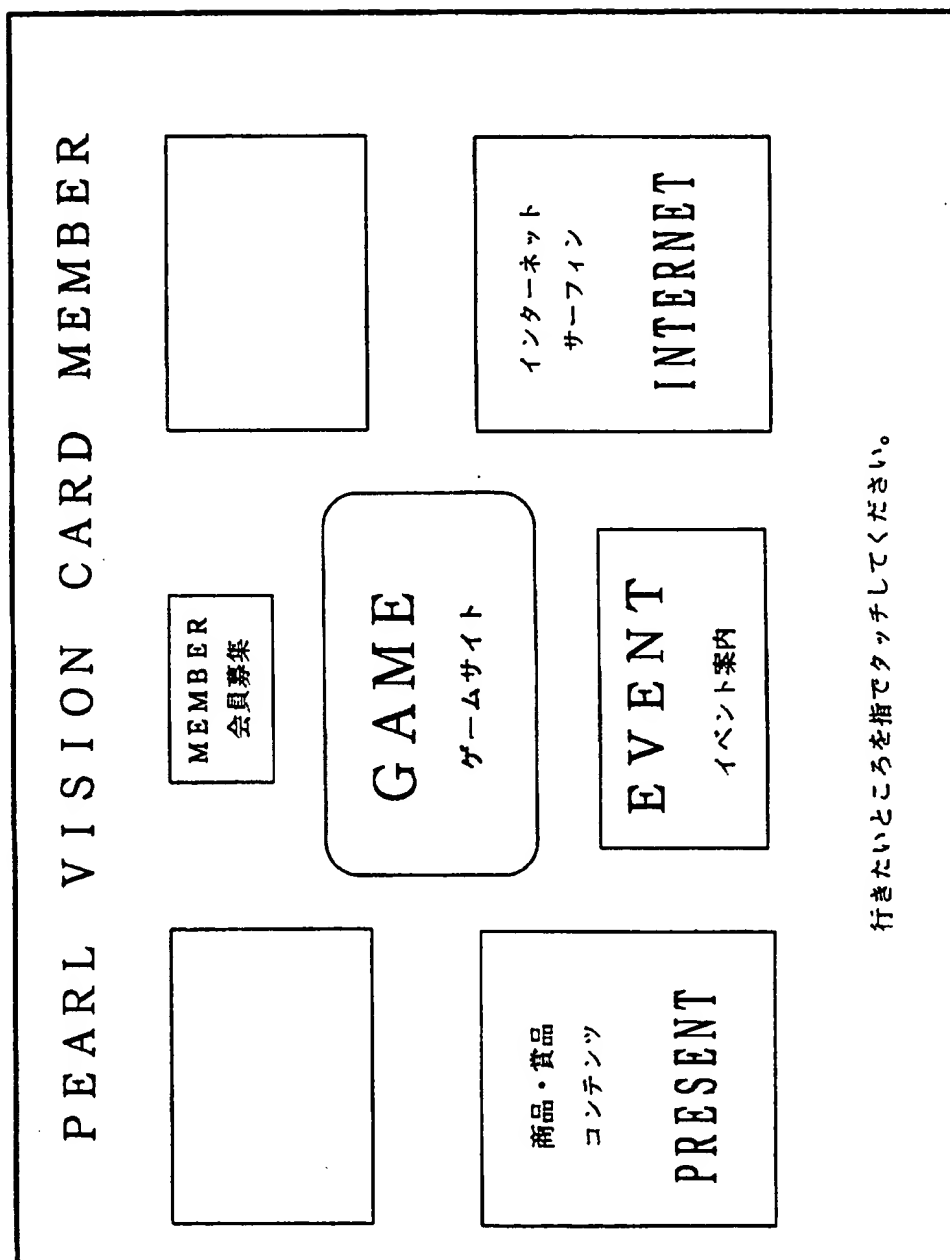 PEARL VISION CARD MEMBER
MEMBER
会員募集
GAME
ゲームサイト
商品・賞品
コンテンツ
PRESENT
EVENT
イベント案内
インターネット
サーフィン
INTERNET
行きたいところを指でタッチしてください。